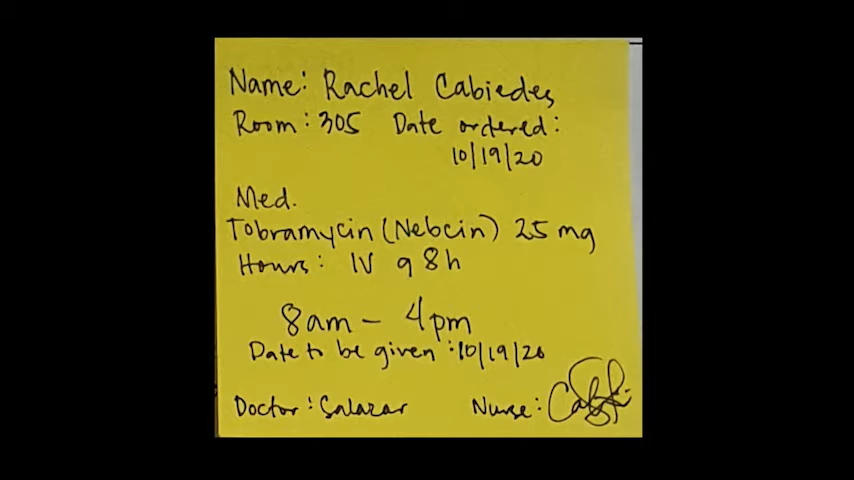 Name: Rachel Cabiedes
Room: 305 Date ordered:
10/19/20
Med.
Tobramycin (Nebcin) 25 mg
Hours: IV q 8h
8am - 4pm
Date to be given: 10/19/20
Doctor: Salazar Nurse: